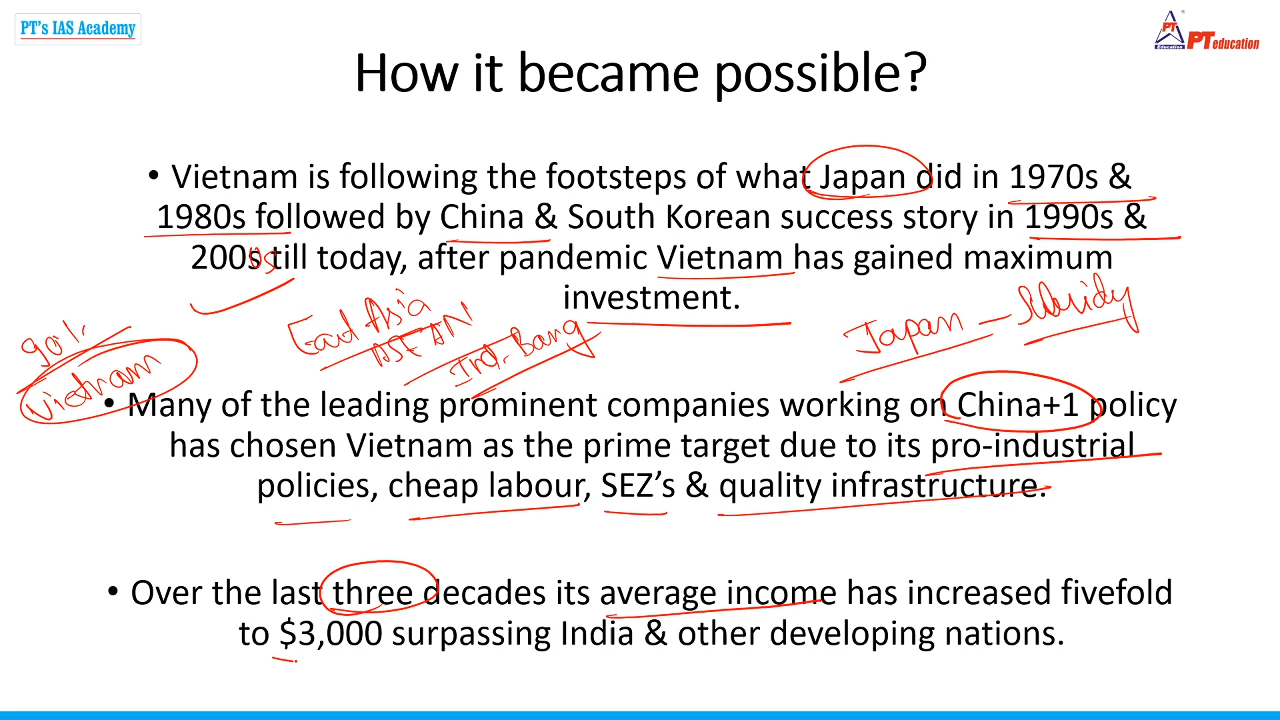 PT's IAS Academy
PT
Education
PT education
How it became possible?
• Vietnam is following the footsteps of what Japan did in 1970s &
1980s followed by China & South Korean success story in 1990s &
200s till today, after pandemic Vietnam has gained maximum
investment.
East Asia
ASEAN
Ind. Bang
Japan – Subsidy
90%
Vietnam
• Many of the leading prominent companies working on China+1 policy
has chosen Vietnam as the prime target due to its pro-industrial
policies, cheap labour, SEZ's & quality infrastructure.
• Over the last three decades its average income has increased fivefold
to $3,000 surpassing India & other developing nations.